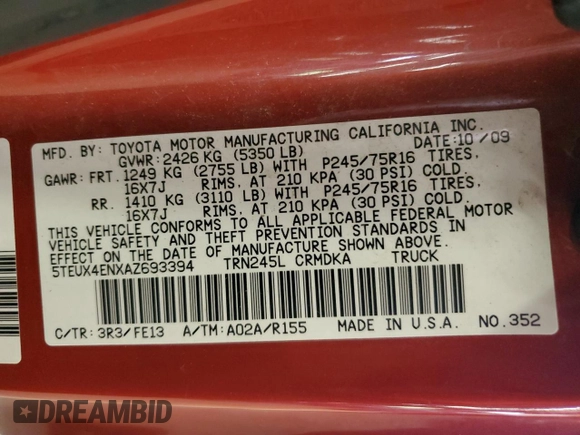 MFD. BY: TOYOTA MOTOR MANUFACTURING CALIFORNIA INC.
GVWR: 2426 KG (5350 LB) DATE: 10/09
GAWR: FRT. 1249 KG (2755 LB) WITH P245/75R16 TIRES.
16X7J RIMS. AT 210 KPA (30 PSI) COLD.
RR. 1410 KG (3110 LB) WITH P245/75R16 TIRES.
16X7J RIMS. AT 210 KPA (30 PSI) COLD.
THIS VEHICLE CONFORMS TO ALL APPLICABLE FEDERAL MOTOR
VEHICLE SAFETY AND THEFT PREVENTION STANDARDS IN
EFFECT ON THE DATE OF MANUFACTURE SHOWN ABOVE.
5TEUX4ENXAZ693394 TRN245L CRMDKA TRUCK
C/TR: 3R3/FE13 A/TM: A02A/R155 MADE IN U.S.A. NO.352
DREAMBID